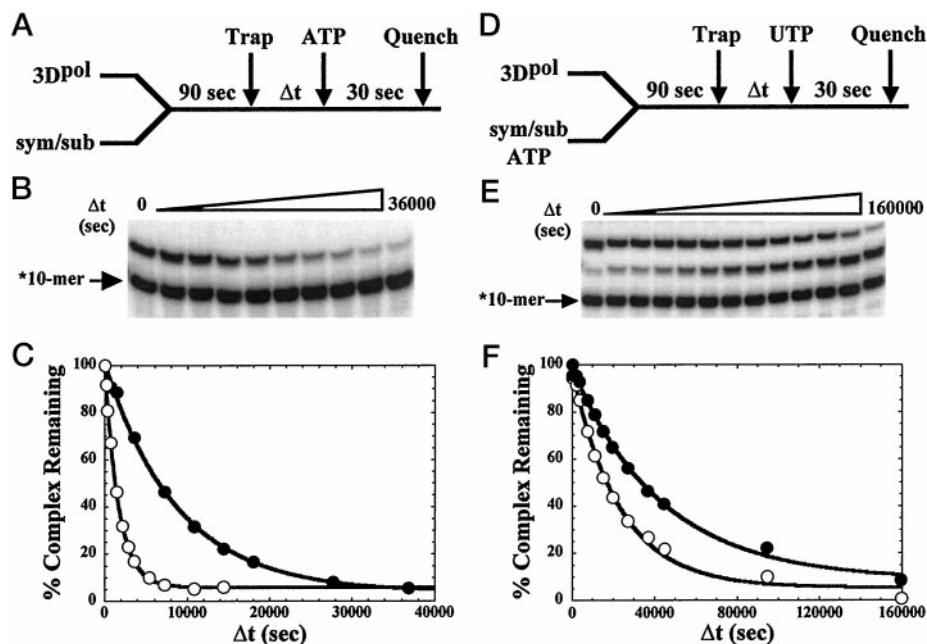 A
Trap ATP Quench
3Dpol
90 sec Δt 30 sec
sym/sub
B
Δt
(sec)
0
36000
*10-mer
C
% Complex Remaining
100
80
60
40
20
0
0 10000 20000 30000 40000
Δt (sec)
D
Trap UTP Quench
3Dpol
90 sec Δt 30 sec
sym/sub
ATP
E
Δt
(sec)
0
160000
*10-mer
F
% Complex Remaining
100
80
60
40
20
0
0 40000 80000 120000 160000
Δt (sec)